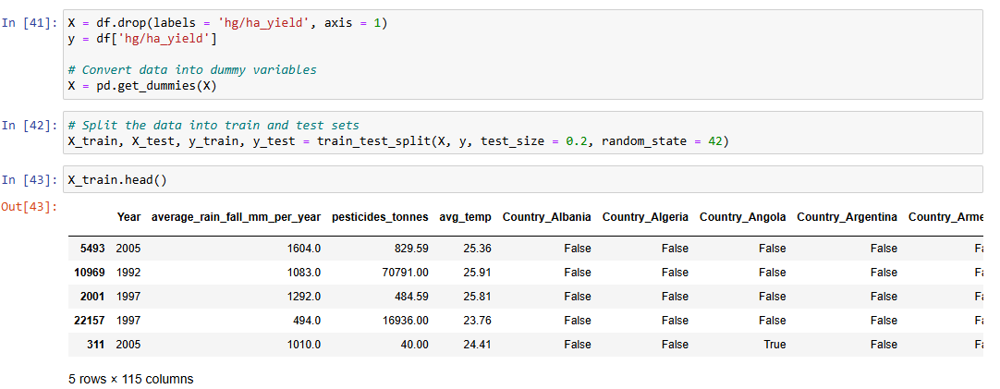 In [41]: X = df.drop(labels = 'hg/ha_yield', axis = 1)
y = df['hg/ha_yield']
# Convert data into dummy variables
X = pd.get_dummies(X)
In [42]: # Split the data into train and test sets
X_train, X_test, y_train, y_test = train_test_split(X, y, test_size = 0.2, random_state = 42)
In [43]: X_train.head()
Out[43]:
Year average_rain_fall_mm_per_year pesticides_tonnes avg_temp Country_Albania Country_Algeria Country_Angola Country_Argentina Country_Arme
5493 2005 1604.0 829.59 25.36 False False False False Fa
10969 1992 1083.0 70791.00 25.91 False False False False Fa
2001 1997 1292.0 484.59 25.81 False False False False Fa
22157 1997 494.0 16936.00 23.76 False False False False Fa
311 2005 1010.0 40.00 24.41 False False True False Fa
5 rows × 115 columns